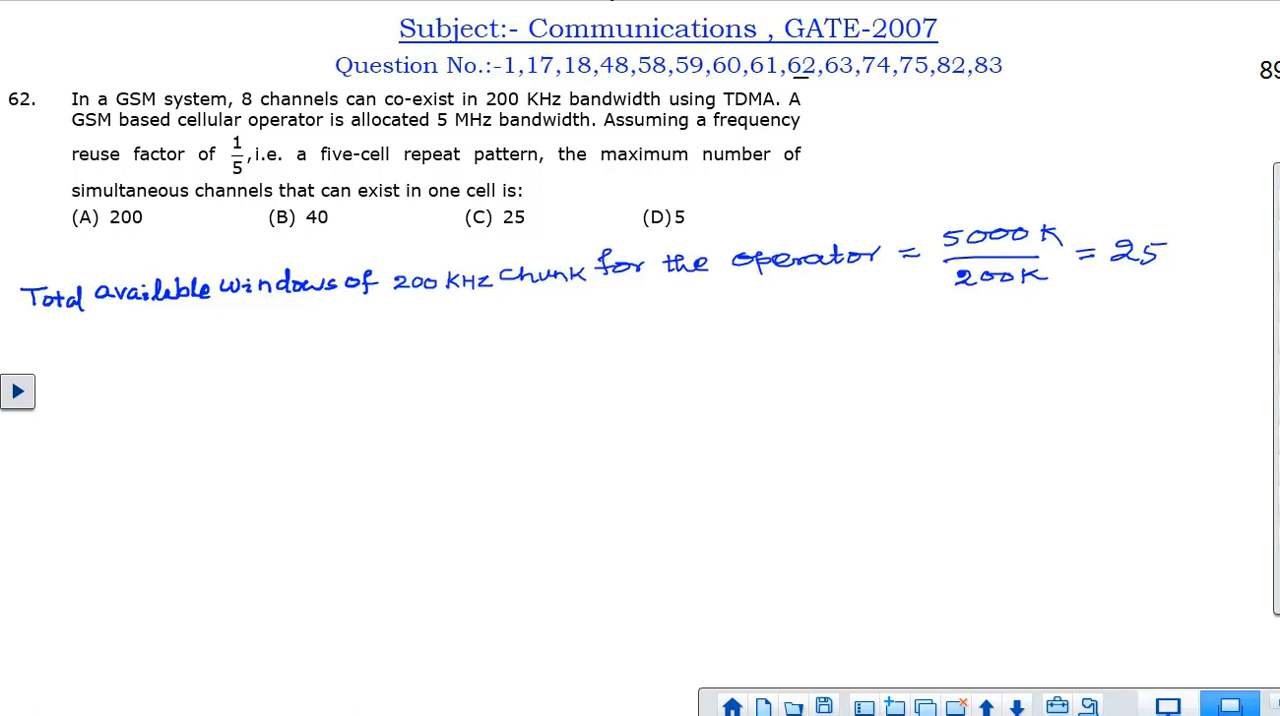 Subject:- Communications , GATE-2007
Question No.:-1,17,18,48,58,59,60,61,62,63,74,75,82,83
89
62. In a GSM system, 8 channels can co-exist in 200 KHz bandwidth using TDMA. A
GSM based cellular operator is allocated 5 MHz bandwidth. Assuming a frequency
reuse factor of 1/5, i.e. a five-cell repeat pattern, the maximum number of
simultaneous channels that can exist in one cell is:
(A) 200 (B) 40 (C) 25 (D) 5
Total available windows of 200 KHz chunk for the operator = 5000 K / 200K = 25